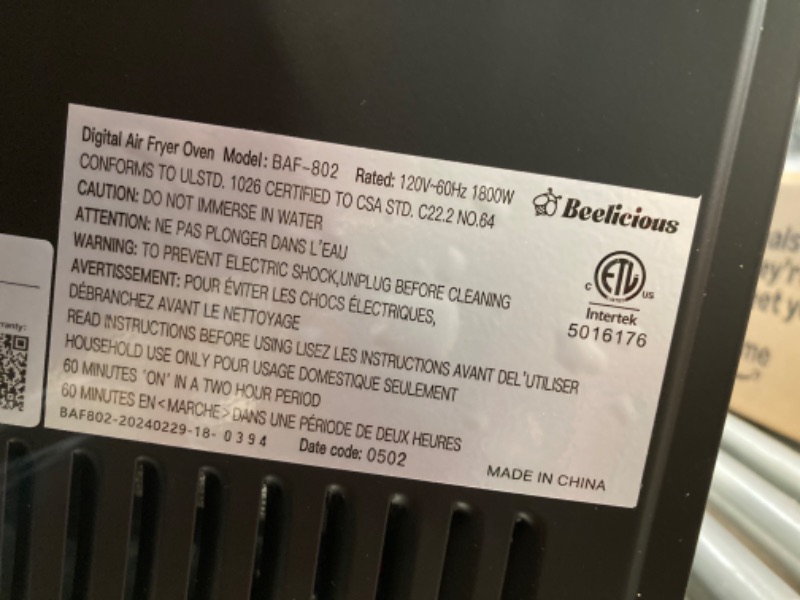 Digital Air Fryer Oven Model: BAF-802 Rated: 120V~60Hz 1800W
CONFORMS TO ULSTD. 1026 CERTIFIED TO CSA STD. C22.2 NO.64
CAUTION: DO NOT IMMERSE IN WATER
ATTENTION: NE PAS PLONGER DANS L'EAU
WARNING: TO PREVENT ELECTRIC SHOCK,UNPLUG BEFORE CLEANING
AVERTISSEMENT: POUR ÉVITER LES CHOCS ÉLECTRIQUES,
DÉBRANCHEZ AVANT LE NETTOYAGE
READ INSTRUCTIONS BEFORE USING LISEZ LES INSTRUCTIONS AVANT DEL'UTILISER
HOUSEHOLD USE ONLY POUR USAGE DOMESTIQUE SEULEMENT
60 MINUTES 'ON' IN A TWO HOUR PERIOD
60 MINUTES EN<MARCHE>DANS UNE PÉRIODE DE DEUX HEURES
BAF802-20240229-18- 0394 Date code: 0502
MADE IN CHINA
Beelicious
C ETL US
Intertek
5016176